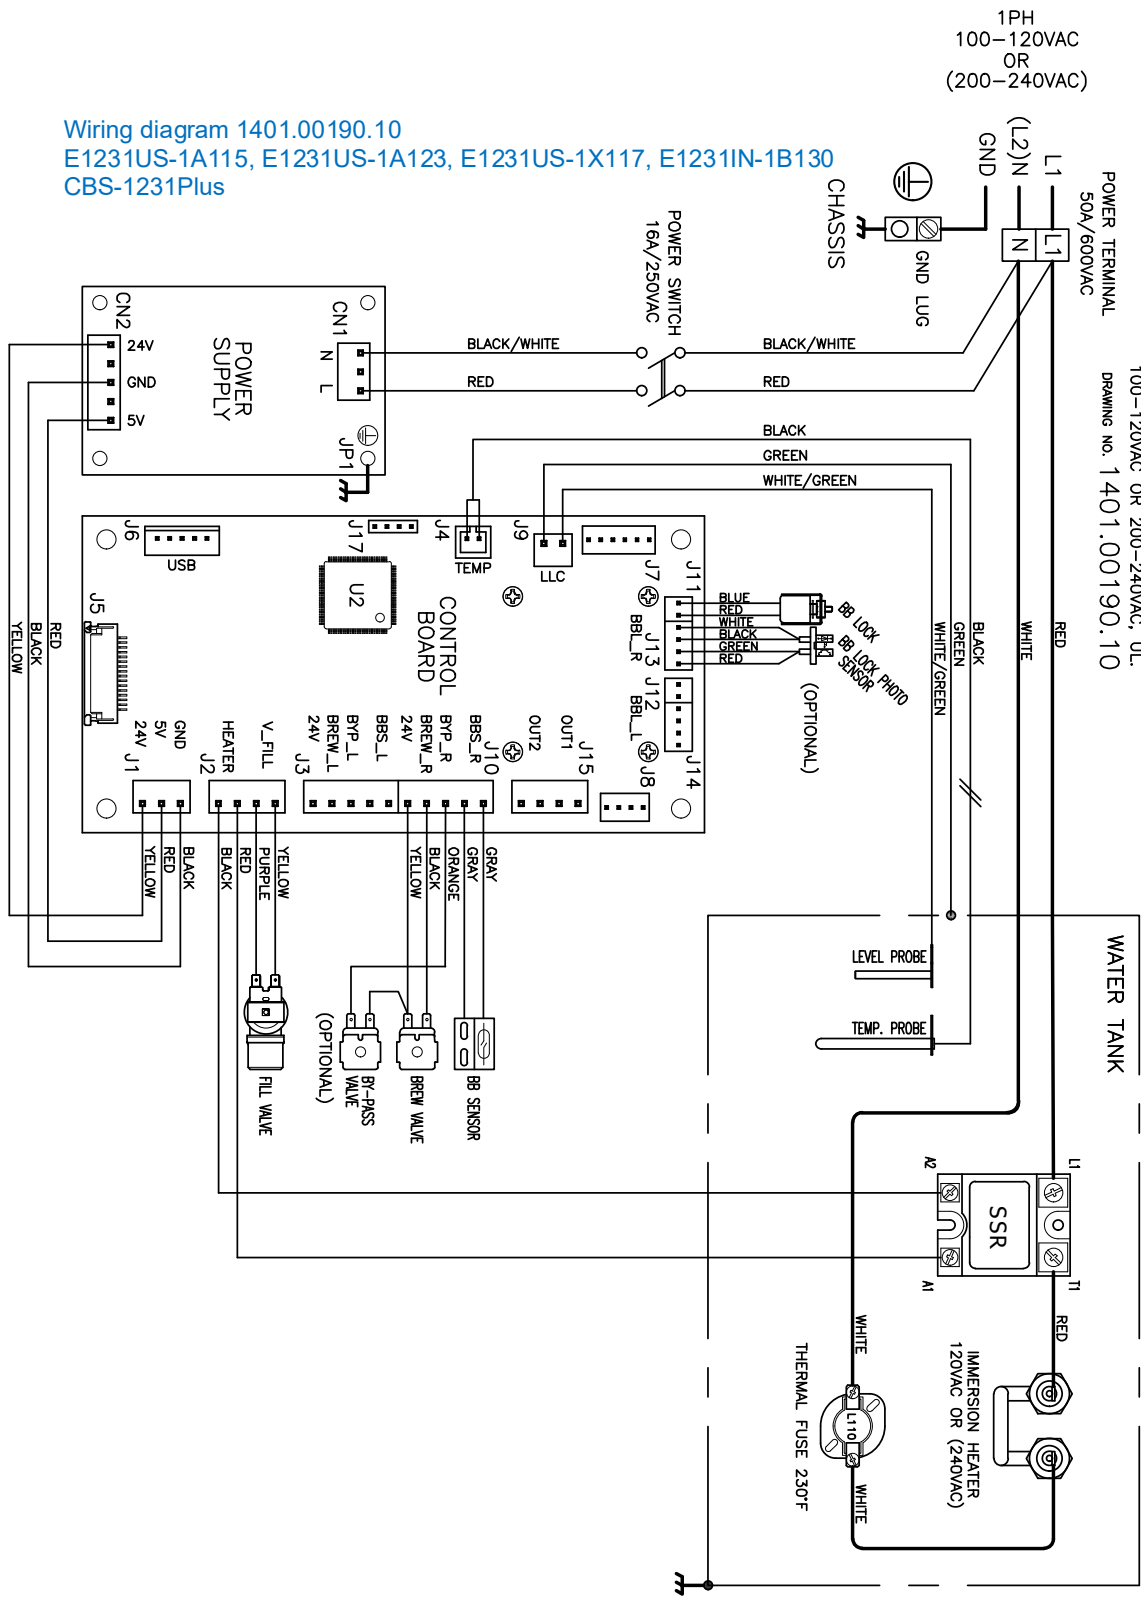 1PH
100-120VAC
OR
(200-240VAC)
Wiring diagram 1401.00190.10
E1231US-1A115, E1231US-1A123, E1231US-1X117, E1231IN-1B130
CBS-1231Plus
L1
(L2)N
GND
POWER TERMINAL
50A/600VAC
L1
N
GND LUG
CHASSIS
100-120VAC OR 200-240VAC, UL.
DRAWING NO. 1401.00190.10
POWER SWITCH
16A/250VAC
BLACK/WHITE
BLACK/WHITE
RED
RED
CN2
24V
GND
5V
POWER
SUPPLY
CN1
N
L
JP1
BLACK
GREEN
WHITE/GREEN
J6
USB
J17
J4
TEMP
J9
LLC
J7
J11
U2
CONTROL
BOARD
J5
BBL_R
J13
J12
BBL_L
J14
J8
BLUE
RED
WHITE
BLACK
GREEN
RED
BB LOCK
BB LOCK PHOTO
SENSOR
(OPTIONAL)
WHITE/GREEN
GREEN
BLACK
WHITE
RED
RED
BLACK
YELLOW
J1
24V
5V
GND
J2
HEATER
V_FILL
J3
24V
BREW_L
BYP_L
BBS_L
24V
BREW_R
BYP_R
BBS_R
J10
OUT2
OUT1
J15
YELLOW
RED
BLACK
BLACK
RED
PURPLE
YELLOW
YELLOW
BLACK
ORANGE
GRAY
GRAY
FILL VALVE
BY-PASS
VALVE
(OPTIONAL)
BREW VALVE
BB SENSOR
WATER TANK
LEVEL PROBE
TEMP. PROBE
A2
L1
SSR
A1
T1
WHITE
RED
IMMERSION HEATER
120VAC OR (240VAC)
L110
THERMAL FUSE 230°F
WHITE